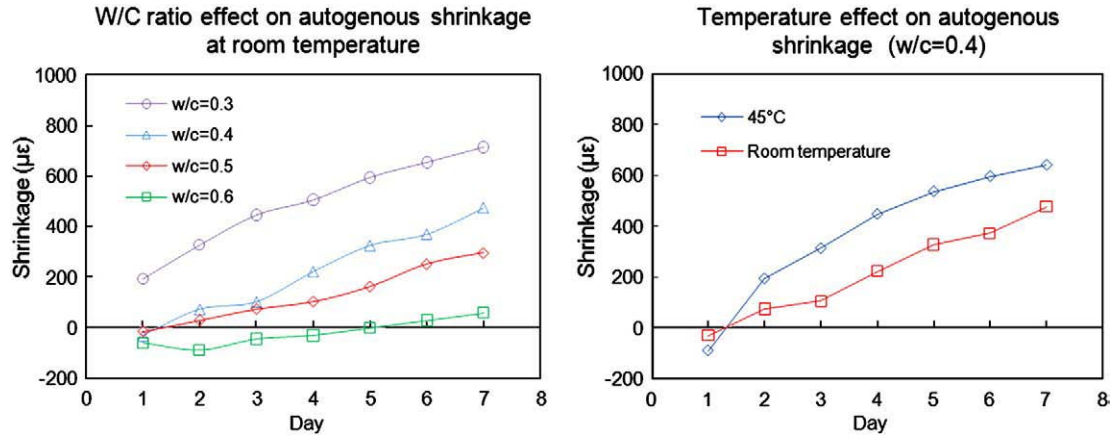 W/C ratio effect on autogenous shrinkage
at room temperature
1000
800
600
400
200
0
-200
Shrinkage (με)
w/c=0.3
w/c=0.4
w/c=0.5
w/c=0.6
0 1 2 3 4 5 6 7 8
Day
Temperature effect on autogenous
shrinkage (w/c=0.4)
1000
800
600
400
200
0
-200
Shrinkage (με)
45°C
Room temperature
0 1 2 3 4 5 6 7 8
Day